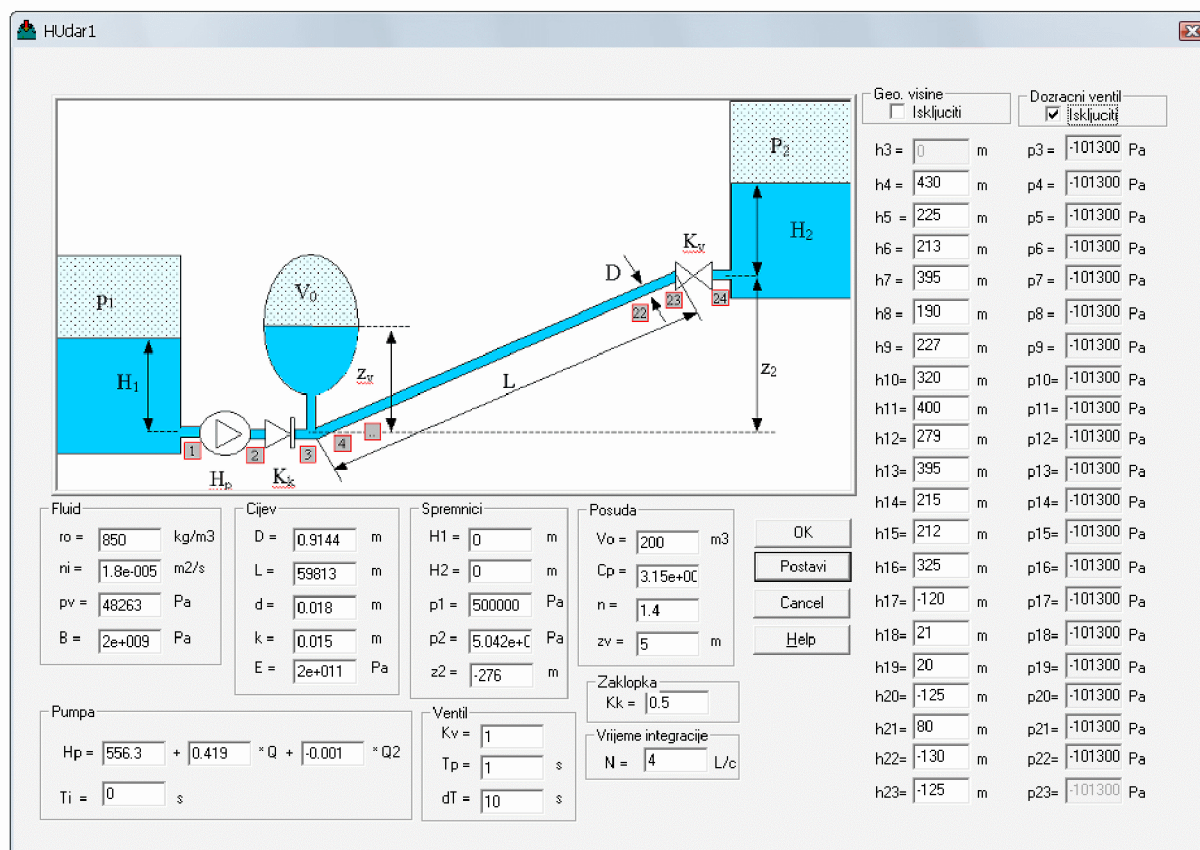 HUdar1
P2
H2
Kv
D
23
24
22
P1
V0
H1
zv
L
z2
1
2
3
4
..
Hp
Kk
Geo. visine
Iskljuciti
h3 = 0 m
h4 = 430 m
h5 = 225 m
h6 = 213 m
h7 = 395 m
h8 = 190 m
h9 = 227 m
h10= 320 m
h11= 400 m
h12= 279 m
h13= 395 m
h14= 215 m
h15= 212 m
h16= 325 m
h17= -120 m
h18= 21 m
h19= 20 m
h20= -125 m
h21= 80 m
h22= -130 m
h23= -125 m
Dozracni ventil
Iskljuciti
p3 = -101300 Pa
p4 = -101300 Pa
p5 = -101300 Pa
p6 = -101300 Pa
p7 = -101300 Pa
p8 = -101300 Pa
p9 = -101300 Pa
p10= -101300 Pa
p11= -101300 Pa
p12= -101300 Pa
p13= -101300 Pa
p14= -101300 Pa
p15= -101300 Pa
p16= -101300 Pa
p17= -101300 Pa
p18= -101300 Pa
p19= -101300 Pa
p20= -101300 Pa
p21= -101300 Pa
p22= -101300 Pa
p23= -101300 Pa
Fluid
ro = 850 kg/m3
ni = 1.8e-005 m2/s
pv = 48263 Pa
B = 2e+009 Pa
Cijev
D = 0.9144 m
L = 59813 m
d = 0.018 m
k = 0.015 m
E = 2e+011 Pa
Spremnici
H1 = 0 m
H2 = 0 m
p1 = 500000 Pa
p2 = 5.042e+0 Pa
z2 = -276 m
Posuda
Vo = 200 m3
Cp = 3.15e+00
n = 1.4
zv = 5 m
OK
Postavi
Cancel
Help
Zaklopka
Kk = 0.5
Vrijeme integracije
N = 4 L/c
Pumpa
Hp = 556.3 + 0.419 *Q + -0.001 *Q2
Ti = 0 s
Ventil
Kv = 1
Tp = 1 s
dT = 10 s